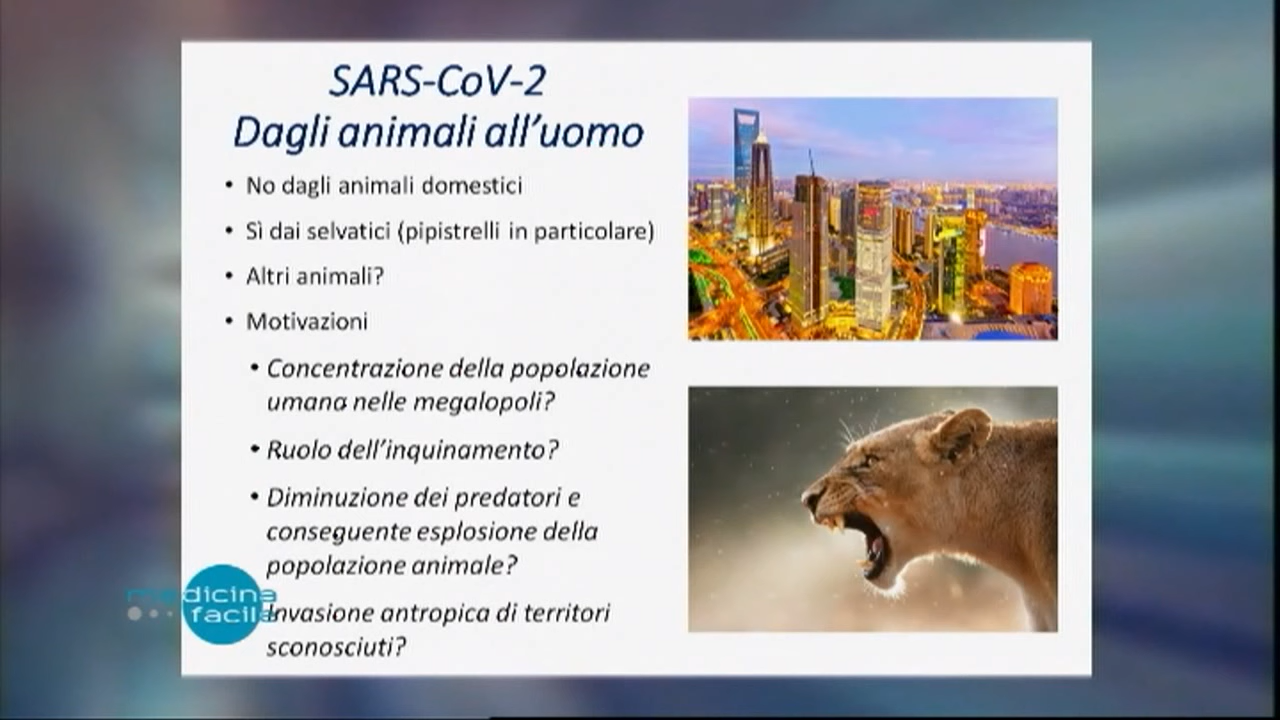 SARS-CoV-2
Dagli animali all'uomo
• No dagli animali domestici
• Sì dai selvatici (pipistrelli in particolare)
• Altri animali?
• Motivazioni
• Concentrazione della popolazione
umana nelle megalopoli?
• Ruolo dell'inquinamento?
• Diminuzione dei predatori e
conseguente esplosione della
popolazione animale?
Invasione antropica di territori
sconosciuti?
medicina
facile